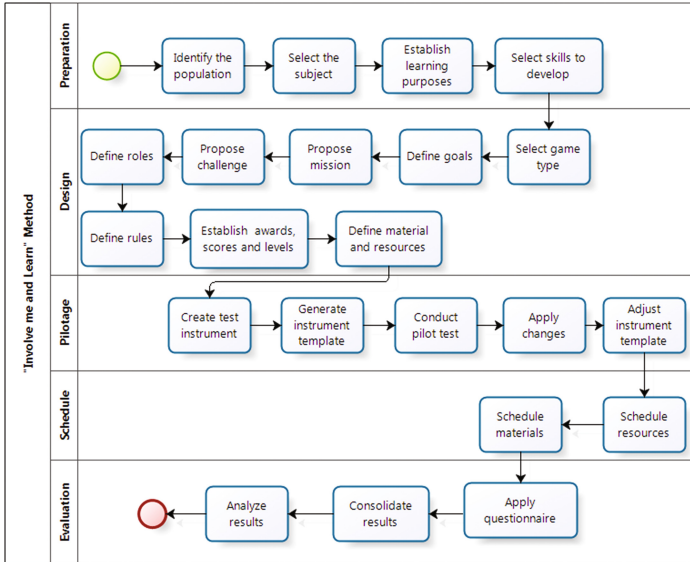 "Involve me and Learn" Method
Preparation
Identify the
population
Select the
subject
Establish
learning
purposes
Select skills to
develop
Design
Define roles
Propose
challenge
Propose
mission
Define goals
Select game
type
Define rules
Establish awards,
scores and levels
Define material
and resources
Pilotage
Create test
instrument
Generate
instrument
template
Conduct
pilot test
Apply
changes
Adjust
instrument
template
Schedule
Schedule
materials
Schedule
resources
Evaluation
Analyze
results
Consolidate
results
Apply
questionnaire